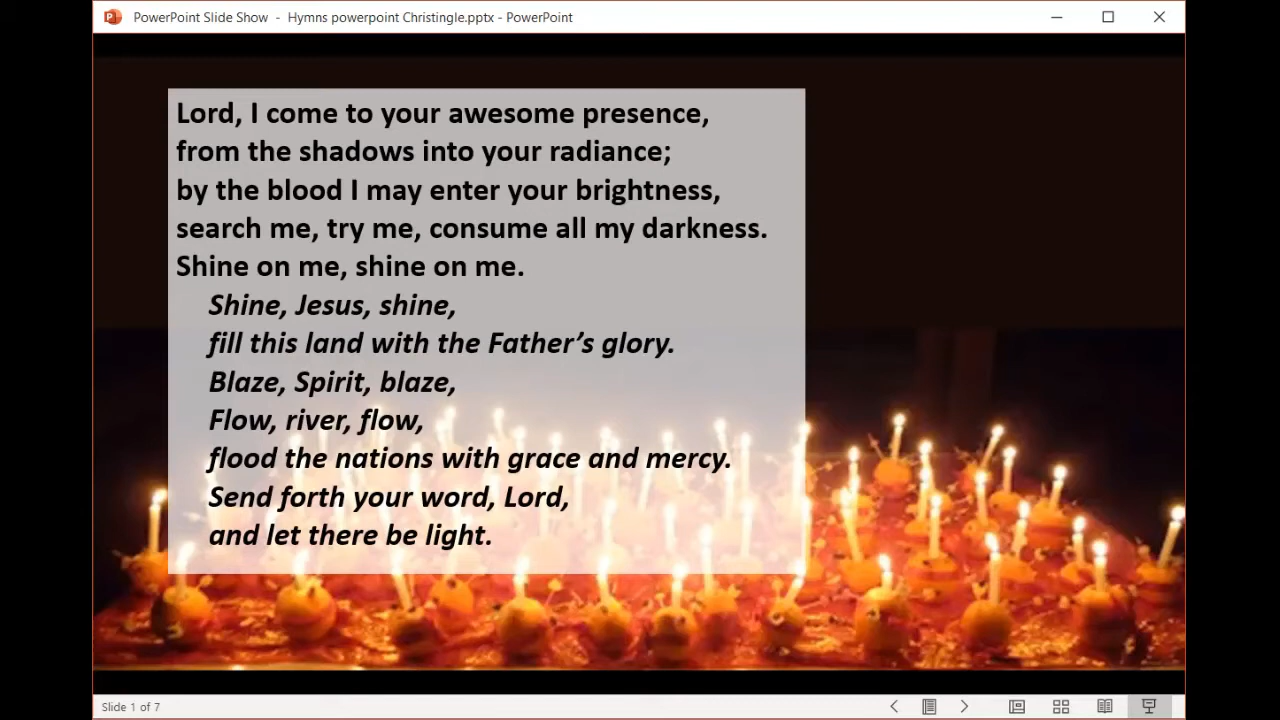 PowerPoint Slide Show - Hymns powerpoint Christingle.pptx - PowerPoint
Lord, I come to your awesome presence,
from the shadows into your radiance;
by the blood I may enter your brightness,
search me, try me, consume all my darkness.
Shine on me, shine on me.
Shine, Jesus, shine,
fill this land with the Father’s glory.
Blaze, Spirit, blaze,
Flow, river, flow,
flood the nations with grace and mercy.
Send forth your word, Lord,
and let there be light.
Slide 1 of 7